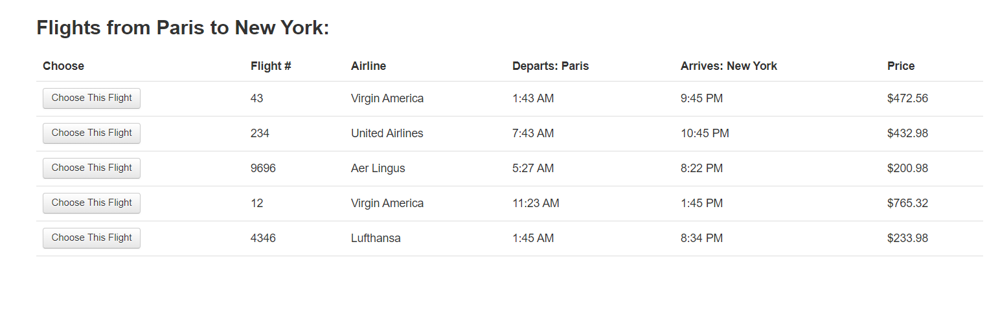 Flights from Paris to New York:
Choose Flight # Airline Departs: Paris Arrives: New York Price
Choose This Flight 43 Virgin America 1:43 AM 9:45 PM $472.56
Choose This Flight 234 United Airlines 7:43 AM 10:45 PM $432.98
Choose This Flight 9696 Aer Lingus 5:27 AM 8:22 PM $200.98
Choose This Flight 12 Virgin America 11:23 AM 1:45 PM $765.32
Choose This Flight 4346 Lufthansa 1:45 AM 8:34 PM $233.98